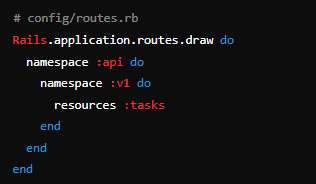 # config/routes.rb
Rails.application.routes.draw do
  namespace :api do
    namespace :v1 do
      resources :tasks
    end
  end
end